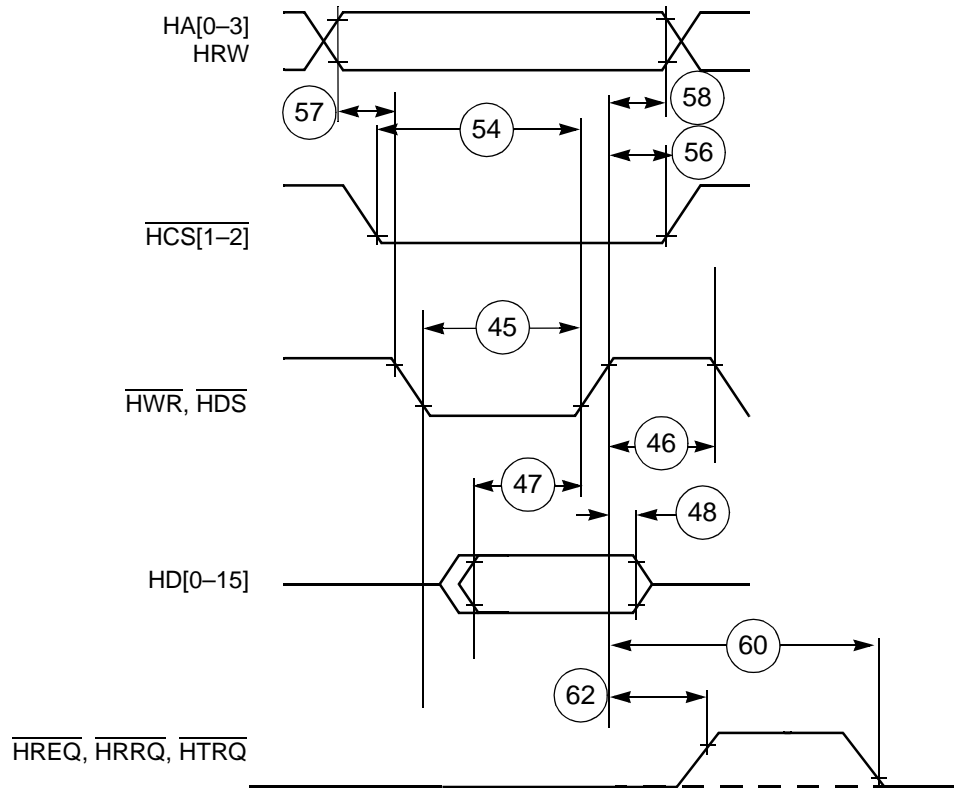 HA[0–3]
HRW
57
58
54
56
HCS[1–2]
45
HWR, HDS
46
47
48
HD[0–15]
60
62
HREQ, HRRQ, HTRQ